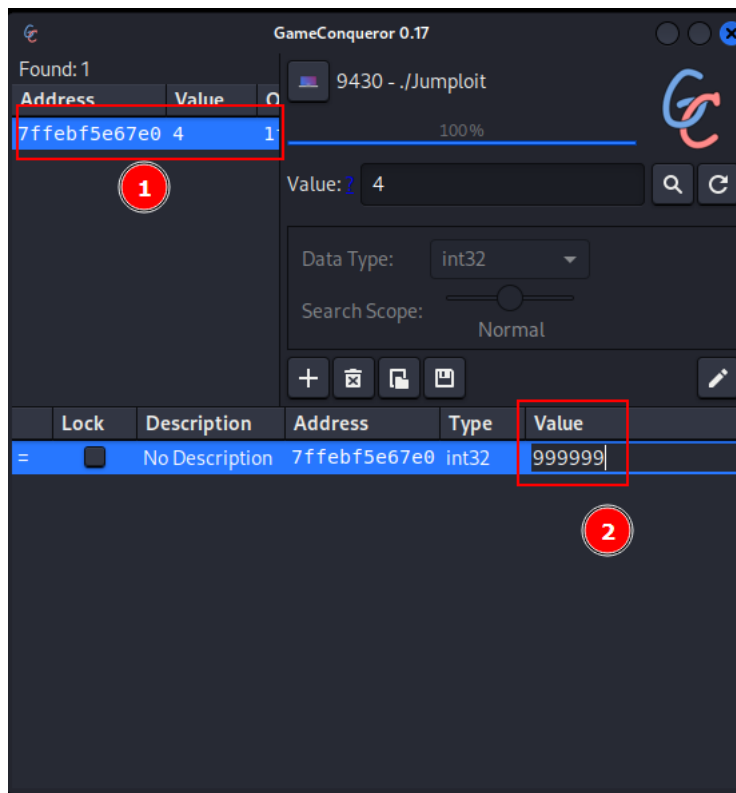 GameConqueror 0.17
Found: 1
Address Value
7ffebf5e67e0 4
1
9430 - ./Jumploit
100%
Value: ? 4
Data Type: int32
Search Scope:
Normal
Lock Description Address Type Value
= No Description 7ffebf5e67e0 int32 999999
2